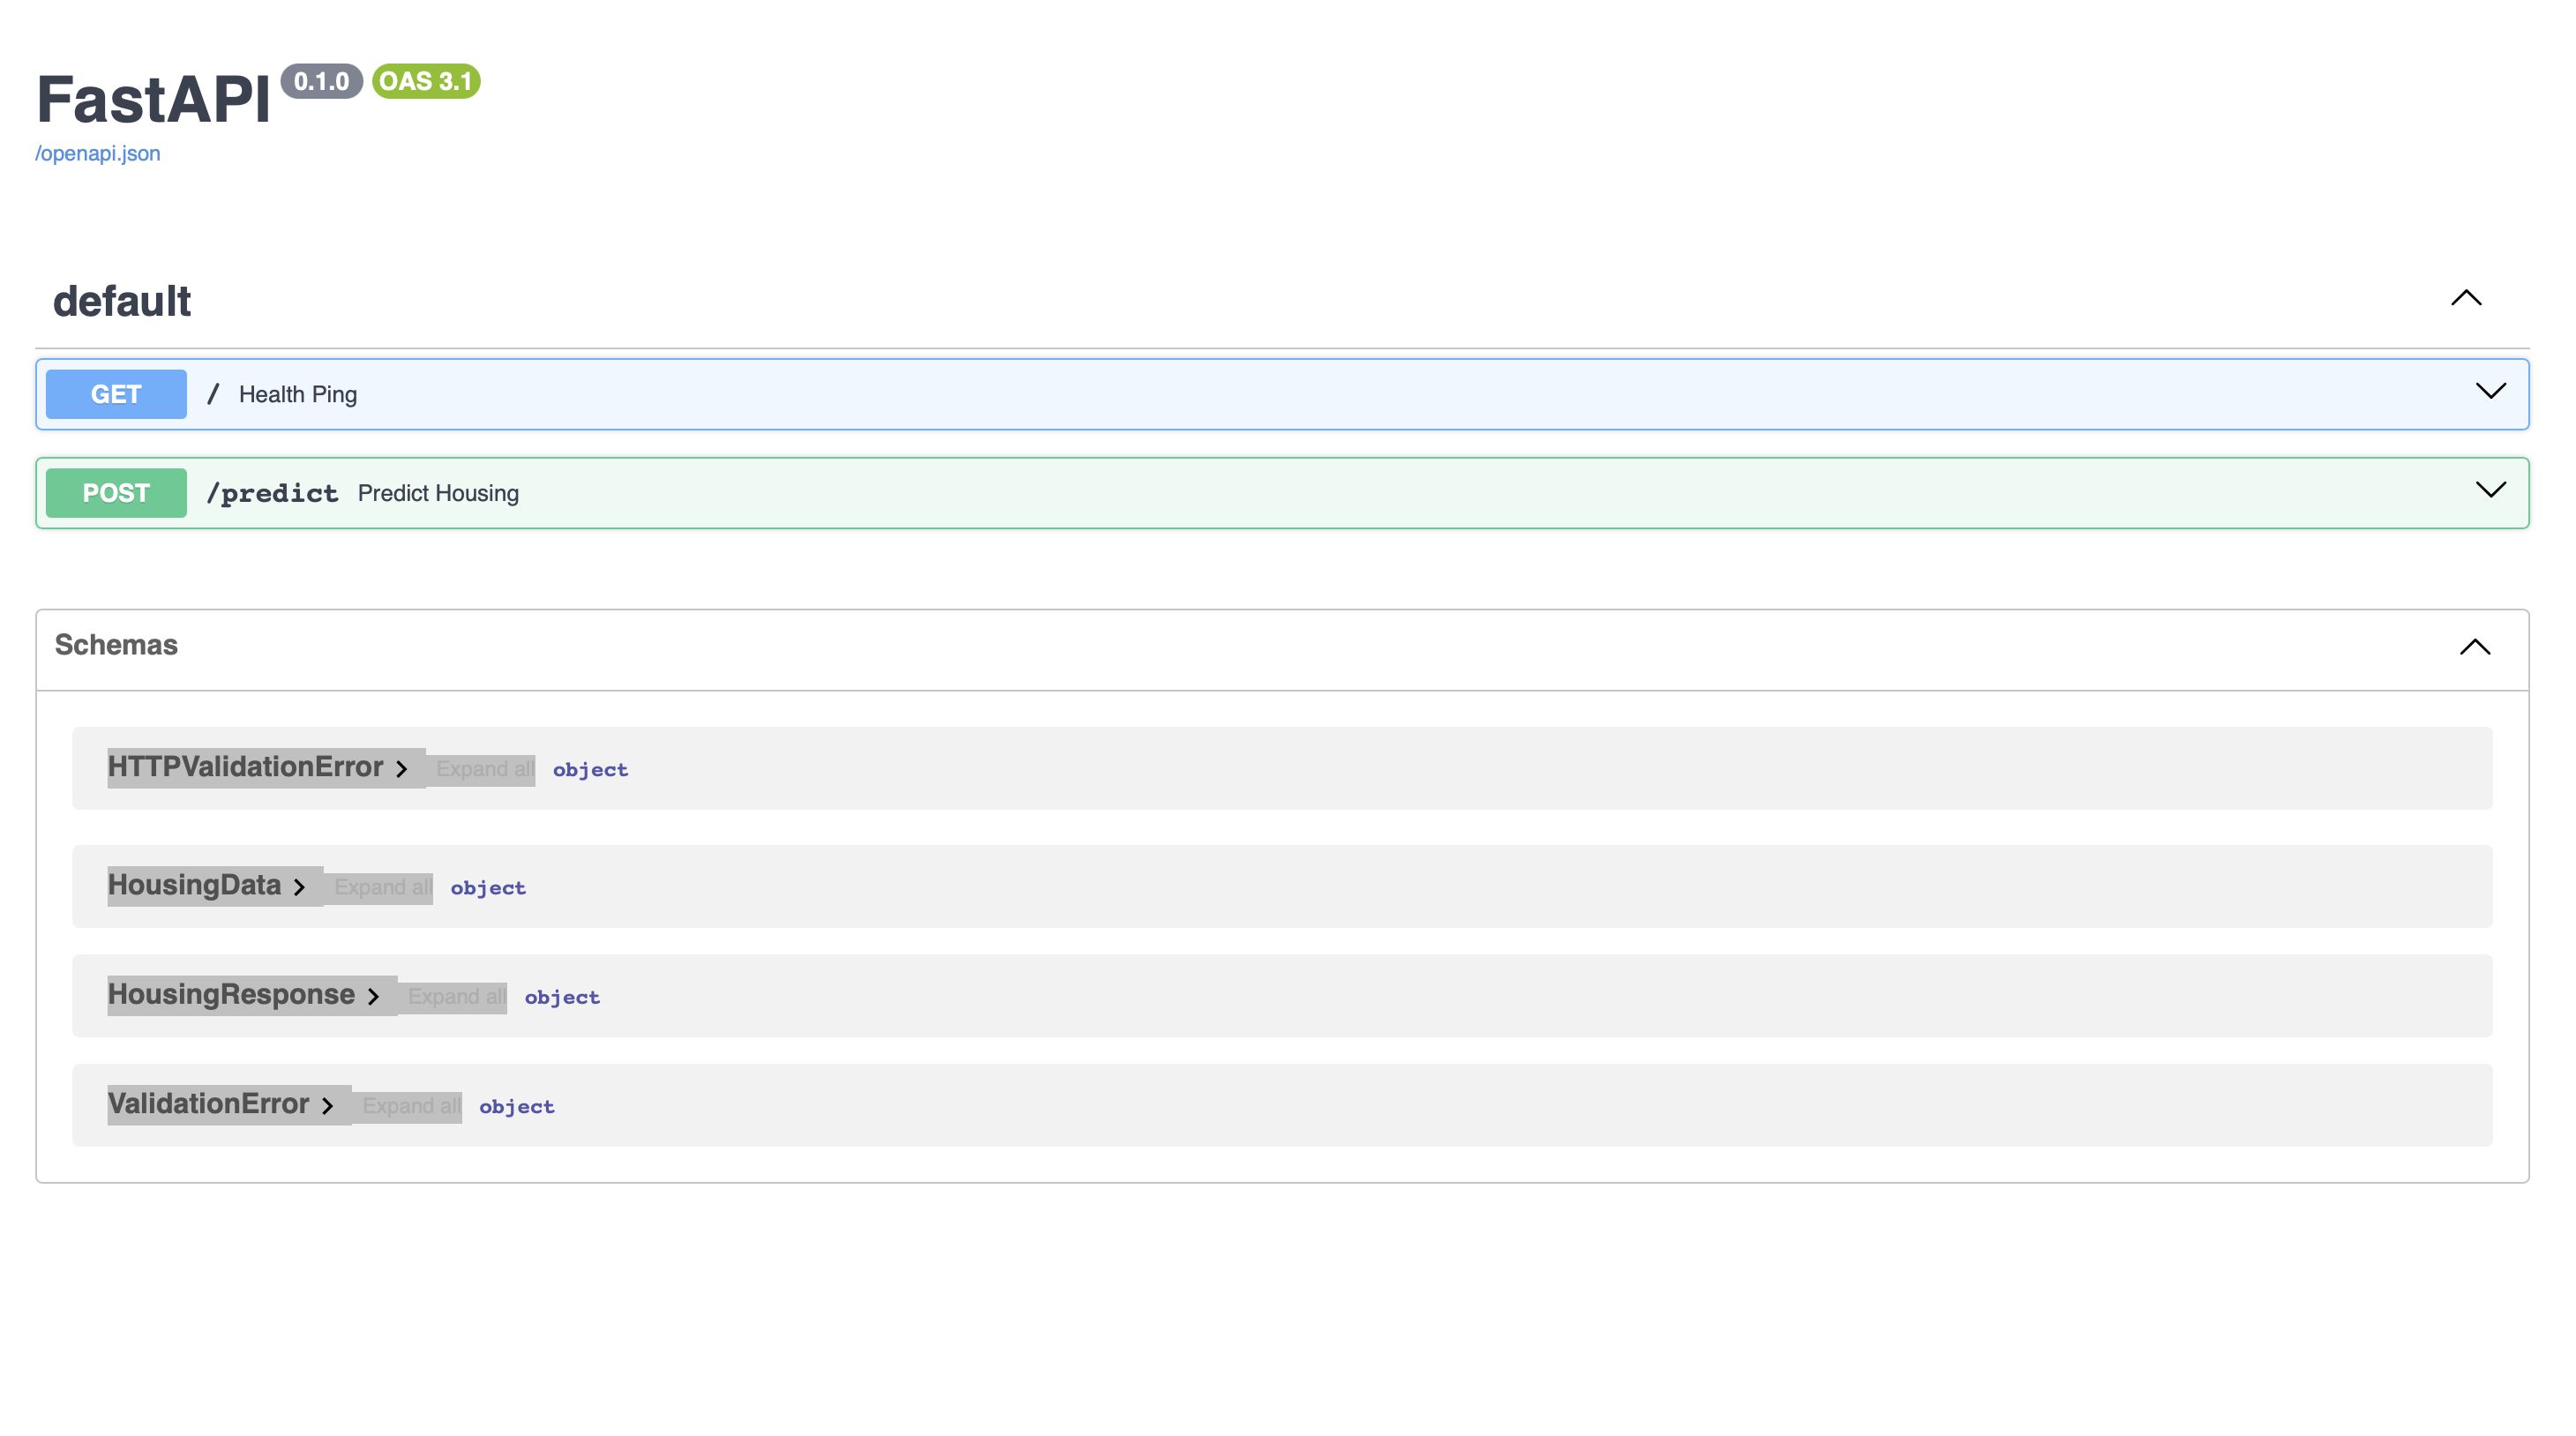 FastAPI 0.1.0 OAS 3.1
/openapi.json
default
GET / Health Ping
POST /predict Predict Housing
Schemas
HTTPValidationError Expand all object
HousingData Expand all object
HousingResponse Expand all object
ValidationError Expand all object